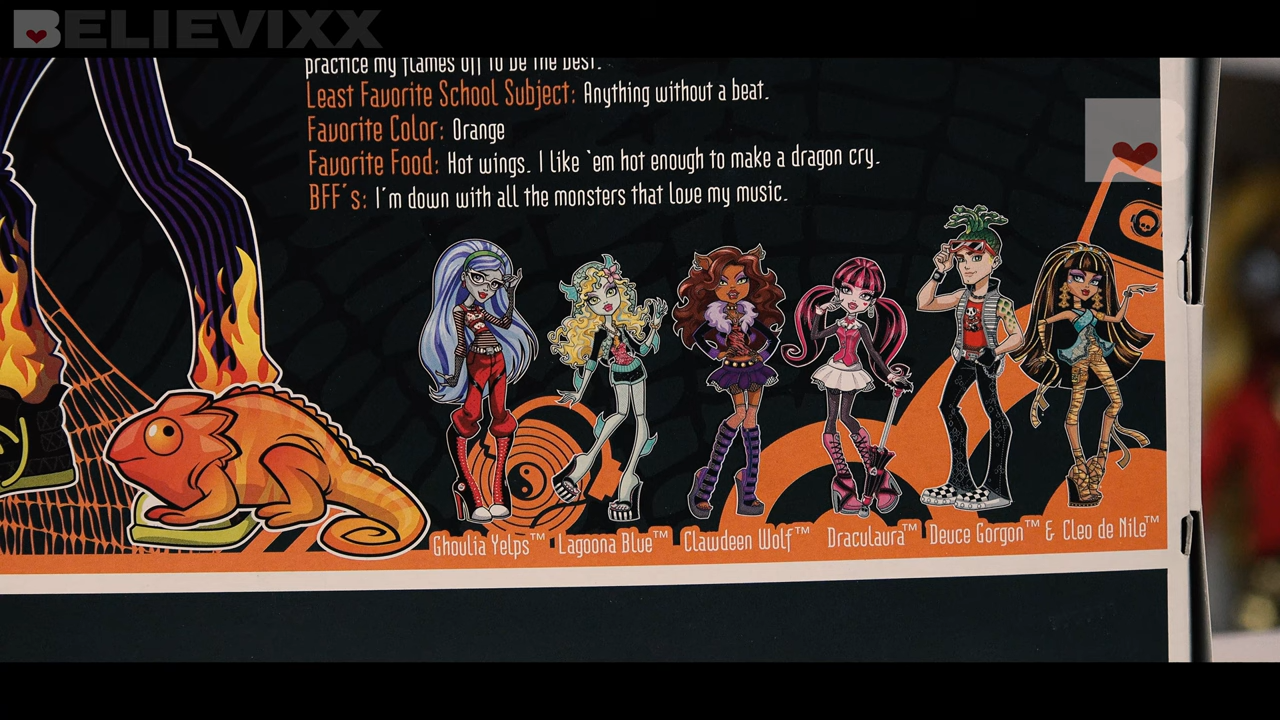 BELIEVIXX
practice my flames off to be the best.
Least Favorite School Subject: Anything without a beat.
Favorite Color: Orange
Favorite Food: Hot wings. I like `em hot enough to make a dragon cry.
BFF's: I'm down with all the monsters that love my music.
Ghoulia Yelps™ Lagoona Blue™ Clawdeen Wolf™ Draculaura™ Deuce Gorgon™ & Cleo de Nile™